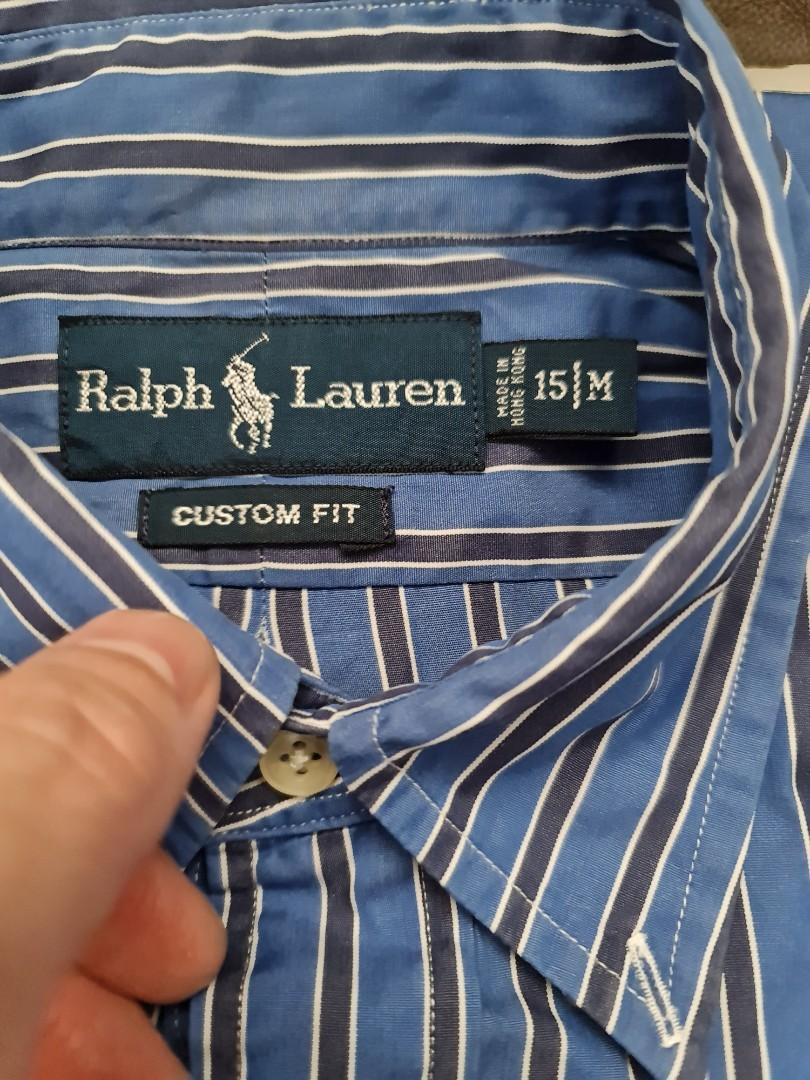 Ralph Lauren
MADE IN
HONG KONG
15|M
CUSTOM FIT